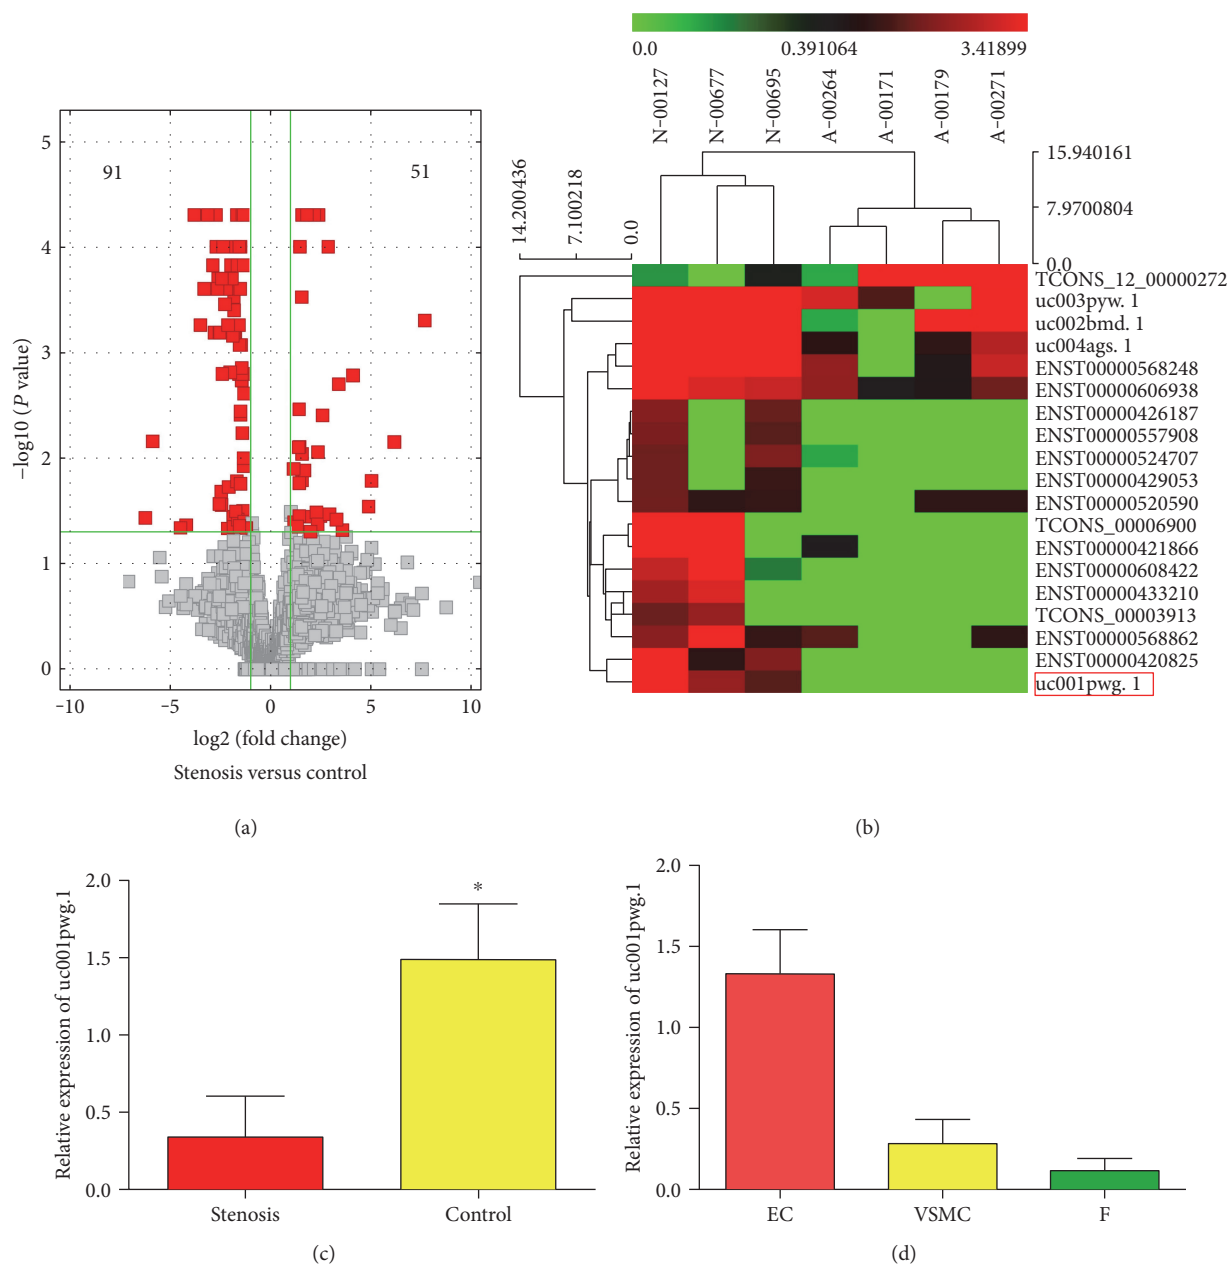 5
4
3
2
1
0
−log10 (P value)
91
51
−10
−5
0
5
10
log2 (fold change)
Stenosis versus control
(a)
0.0
0.391064
3.41899
N-00127
N-00677
N-00695
A-00264
A-00171
A-00179
A-00271
14.200436
7.100218
0.0
15.940161
7.9700804
0.0
TCONS_12_00000272
uc003pyw. 1
uc002bmd. 1
uc004ags. 1
ENST00000568248
ENST00000606938
ENST00000426187
ENST00000557908
ENST00000524707
ENST00000429053
ENST00000520590
TCONS_00006900
ENST00000421866
ENST00000608422
ENST00000433210
TCONS_00003913
ENST00000568862
ENST00000420825
uc001pwg. 1
(b)
Relative expression of uc001pwg.1
2.0
1.5
1.0
0.5
0.0
*
Stenosis
Control
(c)
Relative expression of uc001pwg.1
2.0
1.5
1.0
0.5
0.0
EC
VSMC
F
(d)